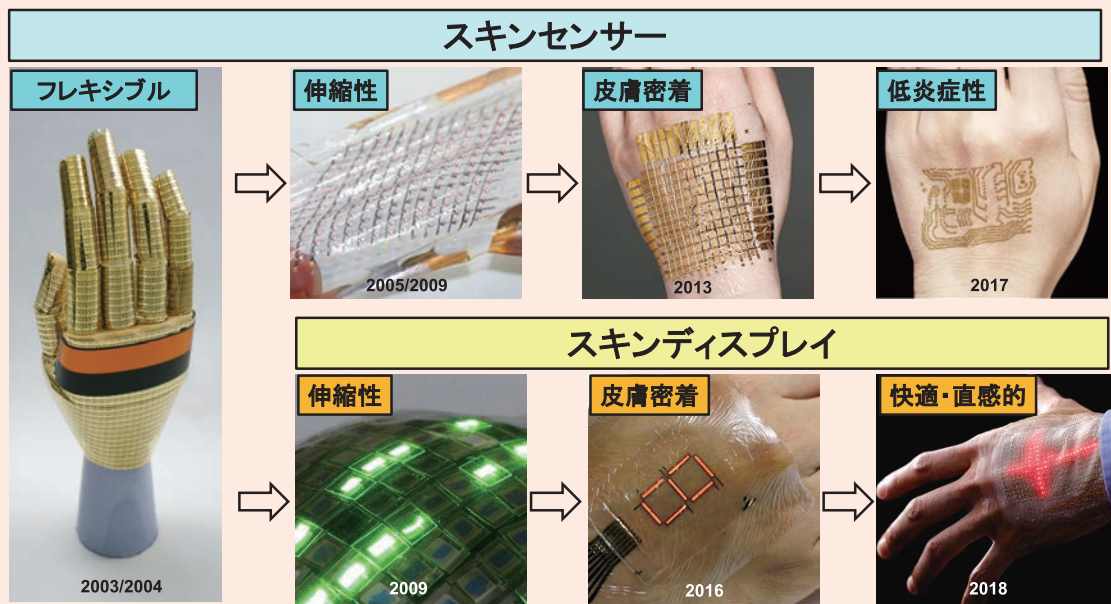 スキンセンサー
フレキシブル
2003/2004
伸縮性
2005/2009
皮膚密着
2013
低炎症性
2017
スキンディスプレイ
伸縮性
2009
皮膚密着
2016
快適・直感的
2018